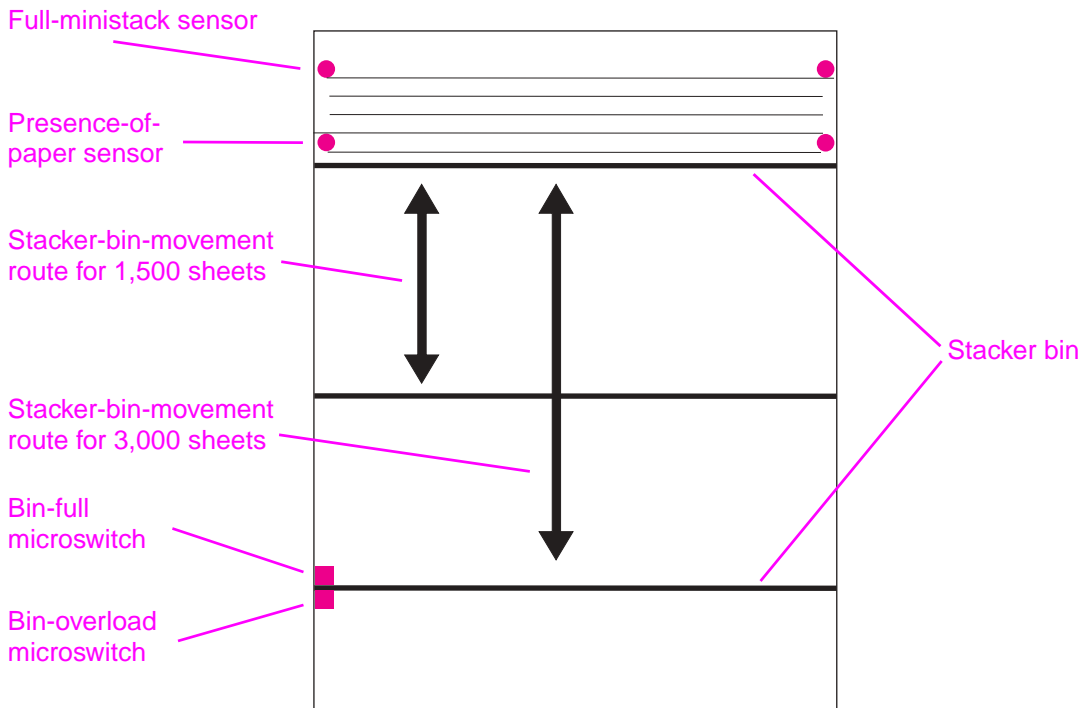 Full-ministack sensor
Presence-of-
paper sensor
Stacker-bin-movement
route for 1,500 sheets
Stacker bin
Stacker-bin-movement
route for 3,000 sheets
Bin-full
microswitch
Bin-overload
microswitch